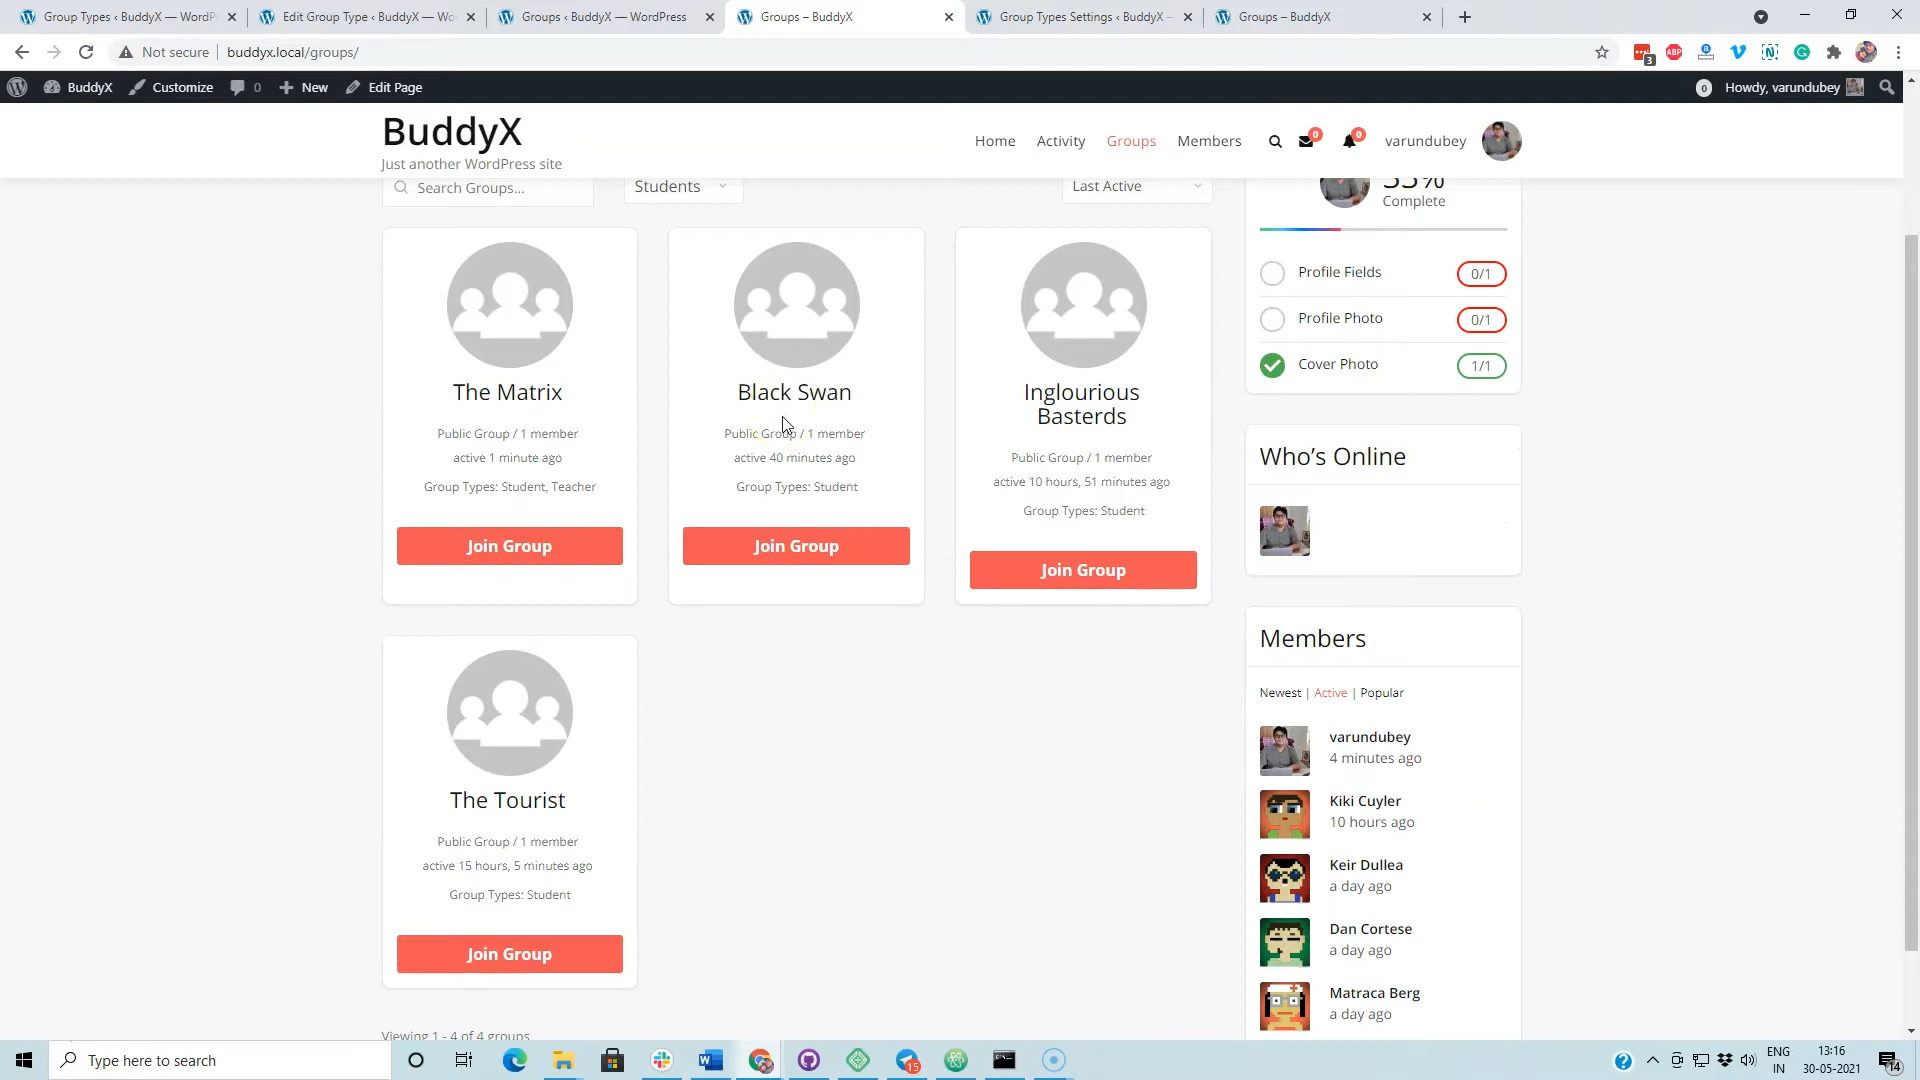 Group Types ‹ BuddyX — WordP
Edit Group Type ‹ BuddyX — Wo
Groups ‹ BuddyX — WordPress
Groups – BuddyX
Group Types Settings ‹ BuddyX –
Groups – BuddyX
Not secure
buddyx.local/groups/
3
ABP
BuddyX
Customize
0
New
Edit Page
0
Howdy, varundubey
BuddyX
Just another WordPress site
Home
Activity
Groups
Members
0
0
varundubey
Search Groups...
Students
Last Active
33%
Complete
Profile Fields
0/1
Profile Photo
0/1
Cover Photo
1/1
The Matrix
Public Group / 1 member
active 1 minute ago
Group Types: Student, Teacher
Join Group
Black Swan
Public Group / 1 member
active 40 minutes ago
Group Types: Student
Join Group
Inglourious
Basterds
Public Group / 1 member
active 10 hours, 51 minutes ago
Group Types: Student
Join Group
The Tourist
Public Group / 1 member
active 15 hours, 5 minutes ago
Group Types: Student
Join Group
Viewing 1 - 4 of 4 groups
Who's Online
Members
Newest | Active | Popular
varundubey
4 minutes ago
Kiki Cuyler
10 hours ago
Keir Dullea
a day ago
Dan Cortese
a day ago
Matraca Berg
a day ago
Type here to search
15
ENG
IN
13:16
30-05-2021
14